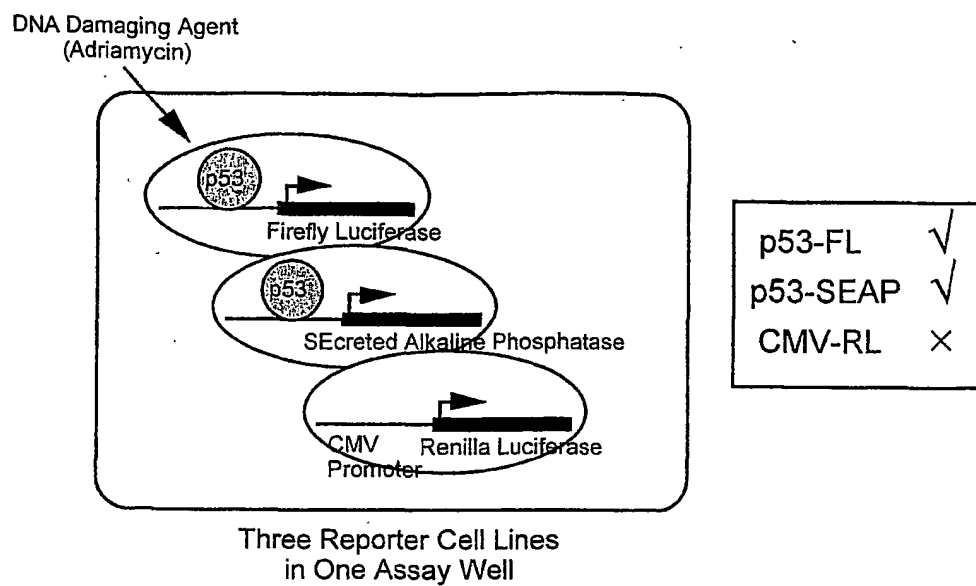 DNA Damaging Agent
(Adriamycin)
p53
Firefly Luciferase
p53
SEcreted Alkaline Phosphatase
CMV
Promoter
Renilla Luciferase
p53-FL √
p53-SEAP √
CMV-RL ×
Three Reporter Cell Lines
in One Assay Well